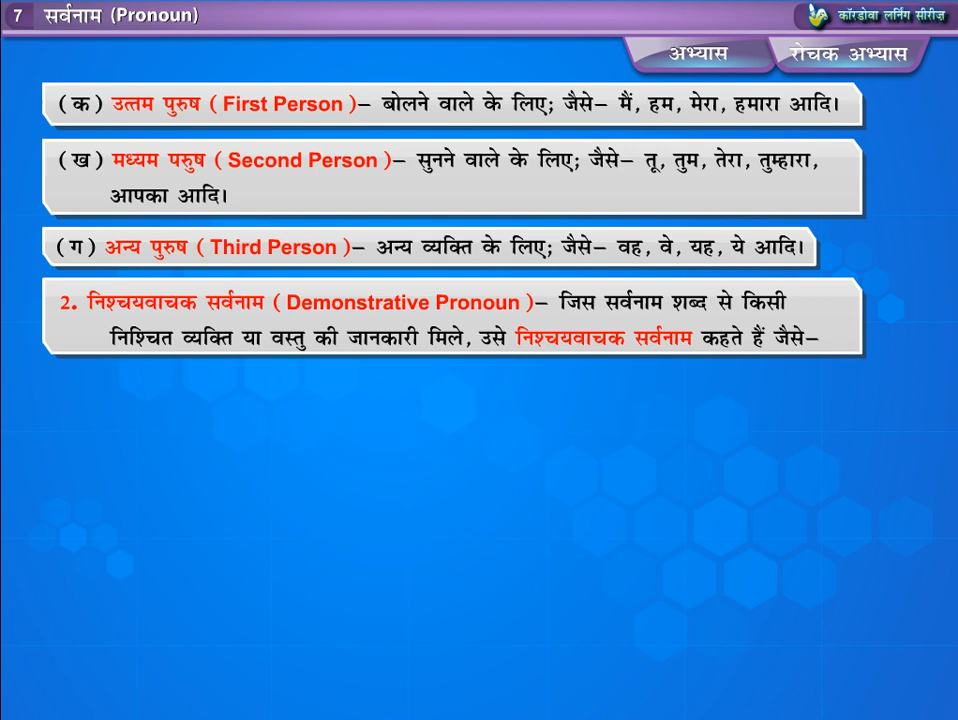 7 सर्वनाम (Pronoun)
कॉरडोवा लर्निंग सीरीज़
अभ्यास
रोचक अभ्यास
(क) उत्तम पुरुष (First Person)– बोलने वाले के लिए; जैसे– मैं, हम, मेरा, हमारा आदि।
(ख) मध्यम परुष (Second Person)– सुनने वाले के लिए; जैसे– तू, तुम, तेरा, तुम्हारा,
आपका आदि।
(ग) अन्य पुरुष (Third Person)– अन्य व्यक्ति के लिए; जैसे– वह, वे, यह, ये आदि।
2. निश्चयवाचक सर्वनाम (Demonstrative Pronoun)– जिस सर्वनाम शब्द से किसी
निश्चित व्यक्ति या वस्तु की जानकारी मिले, उसे निश्चयवाचक सर्वनाम कहते हैं जैसे–